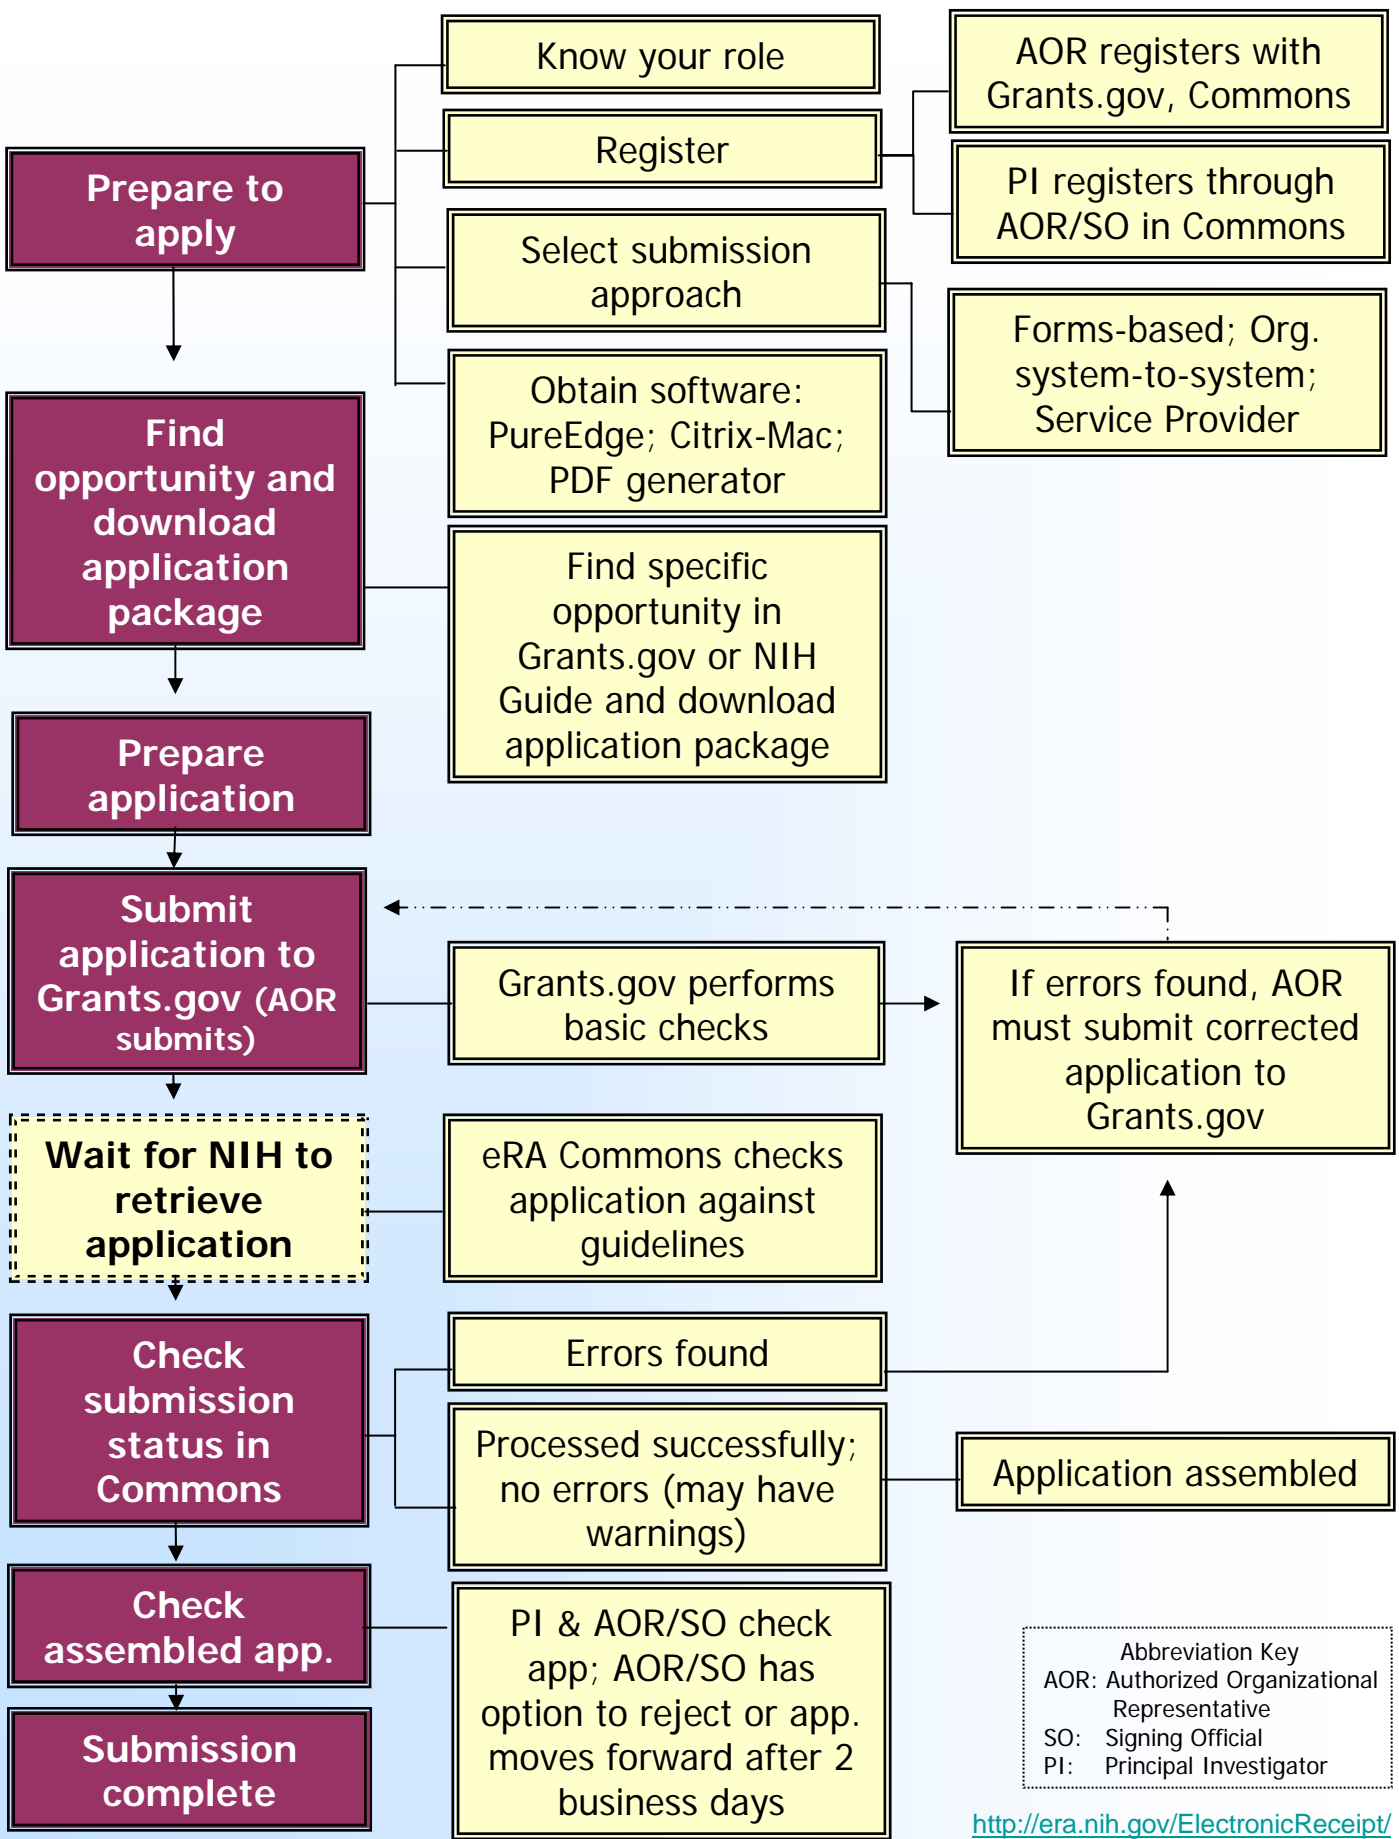 Know your role
AOR registers with
Grants.gov, Commons
Register
Prepare to
apply
PI registers through
AOR/SO in Commons
Select submission
approach
Forms-based; Org.
system-to-system;
Service Provider
Obtain software:
PureEdge; Citrix-Mac;
PDF generator
Find
opportunity and
download
application
package
Find specific
opportunity in
Grants.gov or NIH
Guide and download
application package
Prepare
application
Submit
application to
Grants.gov (AOR
submits)
Grants.gov performs
basic checks
If errors found, AOR
must submit corrected
application to
Grants.gov
Wait for NIH to
retrieve
application
eRA Commons checks
application against
guidelines
Check
submission
status in
Commons
Errors found
Processed successfully;
no errors (may have
warnings)
Application assembled
Check
assembled app.
PI & AOR/SO check
app; AOR/SO has
option to reject or app.
moves forward after 2
business days
Submission
complete
Abbreviation Key
AOR: Authorized Organizational
Representative
SO: Signing Official
PI: Principal Investigator
http://era.nih.gov/ElectronicReceipt/